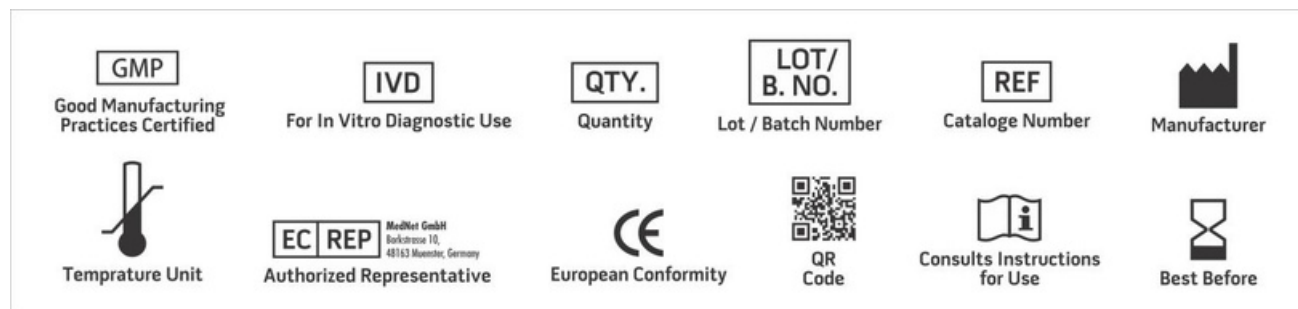 GMP
Good Manufacturing
Practices Certified
IVD
For In Vitro Diagnostic Use
QTY.
Quantity
LOT/
B. NO.
Lot / Batch Number
REF
Cataloge Number
Manufacturer
Temprature Unit
EC REP
MedNet GmbH
Borkstrasse 10,
48163 Muenster, Germany
Authorized Representative
CE
European Conformity
QR
Code
i
Consults Instructions
for Use
Best Before